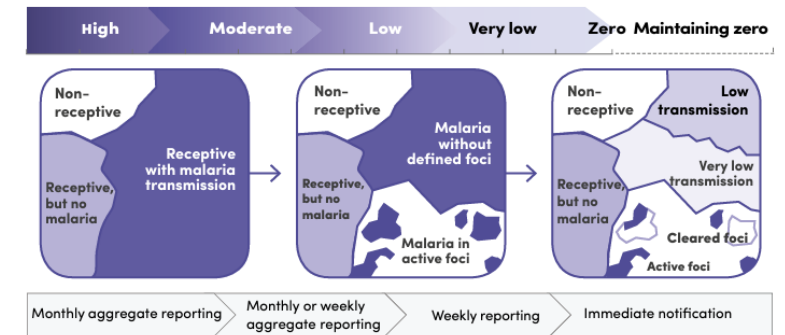 High Moderate Low Very low Zero Maintaining zero
Non-
receptive
Receptive
with malaria
transmission
Receptive,
but no
malaria
Non-
receptive
Malaria
without
defined foci
Receptive,
but no
malaria
Malaria in
active foci
Non-
receptive
Low
transmission
Very low
transmission
Receptive,
but no
malaria
Cleared foci
Active foci
Monthly aggregate reporting
Monthly or weekly
aggregate reporting
Weekly reporting
Immediate notification